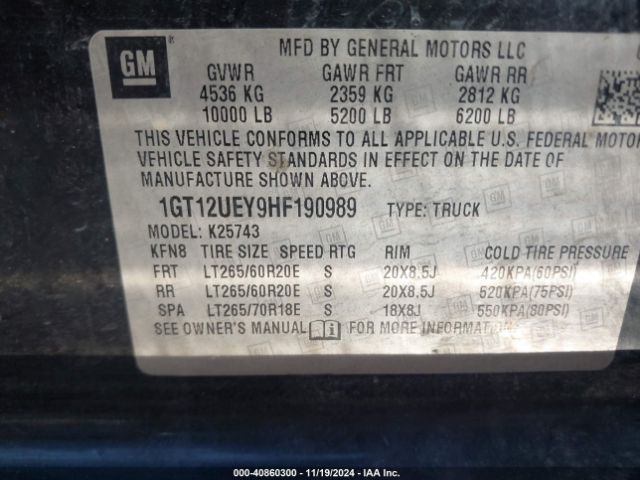 GM
MFD BY GENERAL MOTORS LLC
GVWR GAWR FRT GAWR RR
4536 KG 2359 KG 2812 KG
10000 LB 5200 LB 6200 LB
THIS VEHICLE CONFORMS TO ALL APPLICABLE U.S. FEDERAL MOTOR
VEHICLE SAFETY STANDARDS IN EFFECT ON THE DATE OF
MANUFACTURE SHOWN ABOVE.
1GT12UEY9HF190989 TYPE: TRUCK
MODEL: K25743
KFN8 TIRE SIZE SPEED RTG RIM COLD TIRE PRESSURE
FRT LT265/60R20E S 20X8.5J 420KPA(60PSI)
RR LT265/60R20E S 20X8.5J 520KPA(75PSI)
SPA LT265/70R18E S 18X8J 550KPA(80PSI)
SEE OWNER'S MANUAL FOR MORE INFORMATION
000-40860300 - 11/19/2024 - IAAI.com